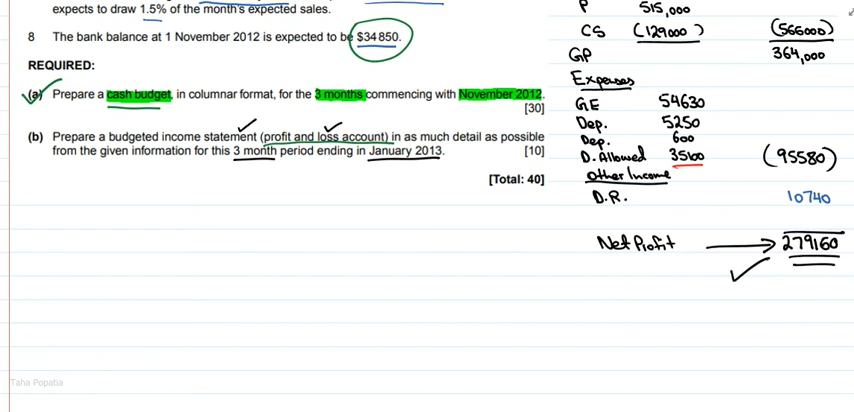 expects to draw 1.5% of the month's expected sales.
8 The bank balance at 1 November 2012 is expected to be $34 850.
REQUIRED:
(a) Prepare a cash budget, in columnar format, for the 3 months commencing with November 2012.
[30]
(b) Prepare a budgeted income statement (profit and loss account) in as much detail as possible
from the given information for this 3 month period ending in January 2013. [10]
[Total: 40]
P 515,000
CS (129000) (566000)
GP 364,000
Expenses
GE 54630
Dep. 5250
Dep. 600
D. Allowed 35100 (95580)
Other Income
D.R. 10740
Net Profit 279160
Taha Popatia